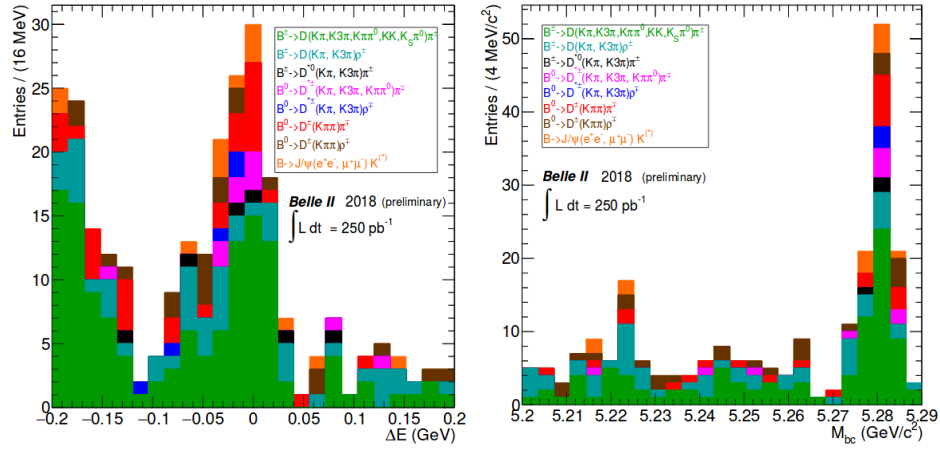 Entries / (16 MeV)
30
25
20
15
10
5
0
B±->D(Kπ,K3π,Kππ⁰,KK,K_Sπ⁰)π±
B±->D(Kπ, K3π)ρ±
B±->D*⁰(Kπ, K3π)π±
B⁰->D*±(Kπ, K3π, Kππ⁰)π∓
B⁰->D*±(Kπ, K3π)ρ∓
B⁰->D±(Kππ)π∓
B⁰->D±(Kππ)ρ∓
B->J/ψ(e⁺e⁻, μ⁺μ⁻) K⁽*⁾
Belle II 2018 (preliminary)
∫ L dt = 250 pb⁻¹
−0.2 −0.15 −0.1 −0.05 0 0.05 0.1 0.15 0.2
ΔE (GeV)
Entries / (4 MeV/c²)
50
40
30
20
10
0
B±->D(Kπ,K3π,Kππ⁰,KK,K_Sπ⁰)π±
B±->D(Kπ, K3π)ρ±
B±->D*⁰(Kπ, K3π)π±
B⁰->D*±(Kπ, K3π, Kππ⁰)π∓
B⁰->D*±(Kπ, K3π)ρ∓
B⁰->D±(Kππ)π∓
B⁰->D±(Kππ)ρ∓
B->J/ψ(e⁺e⁻, μ⁺μ⁻) K⁽*⁾
Belle II 2018 (preliminary)
∫ L dt = 250 pb⁻¹
5.2 5.21 5.22 5.23 5.24 5.25 5.26 5.27 5.28 5.29
M_bc (GeV/c²)